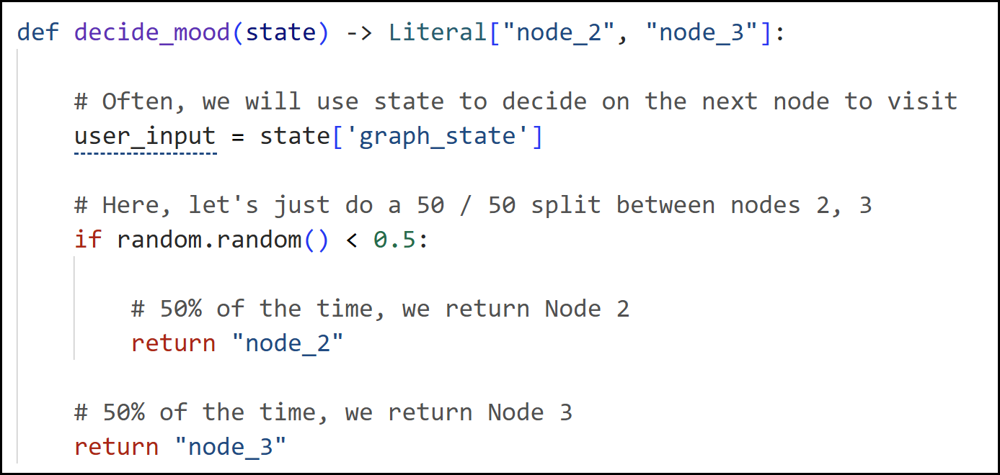 def decide_mood(state) -> Literal["node_2", "node_3"]:
# Often, we will use state to decide on the next node to visit
user_input = state['graph_state']
# Here, let's just do a 50 / 50 split between nodes 2, 3
if random.random() < 0.5:
# 50% of the time, we return Node 2
return "node_2"
# 50% of the time, we return Node 3
return "node_3"